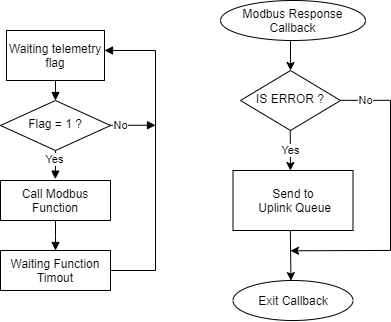 Waiting telemetry
flag
Flag = 1 ?
No
Yes
Call Modbus
Function
Waiting Function
Timout
Modbus Response
Callback
IS ERROR ?
No
Yes
Send to
Uplink Queue
Exit Callback